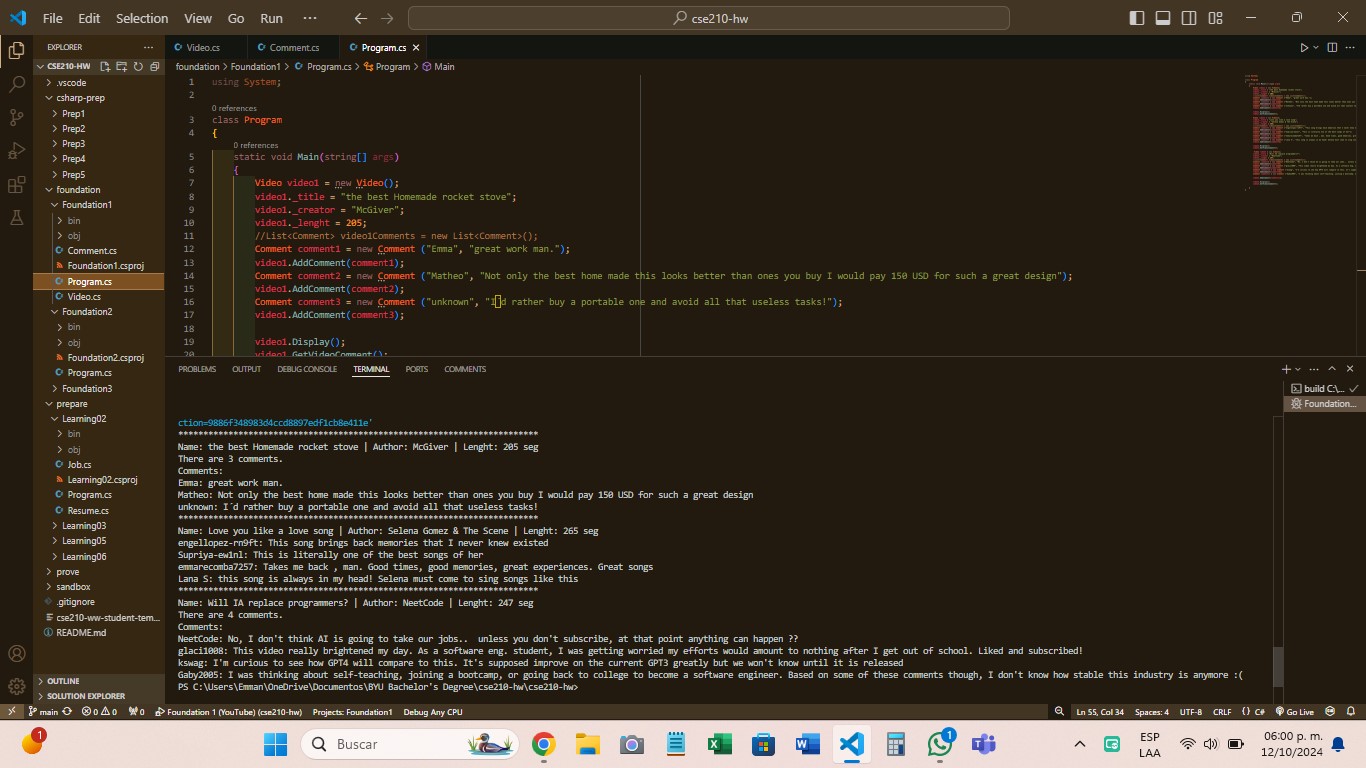 File Edit Selection View Go Run ··· cse210-hw
EXPLORER ···
CSE210-HW
.vscode
csharp-prep
Prep1
Prep2
Prep3
Prep4
Prep5
foundation
Foundation1
bin
obj
Comment.cs
Foundation1.csproj
Program.cs
Video.cs
Foundation2
bin
obj
Foundation2.csproj
Program.cs
Foundation3
prepare
Learning02
bin
obj
Job.cs
Learning02.csproj
Program.cs
Resume.cs
Learning03
Learning05
Learning06
prove
sandbox
.gitignore
cse210-ww-student-tem...
README.md
OUTLINE
SOLUTION EXPLORER
Video.cs Comment.cs Program.cs
foundation > Foundation1 > Program.cs > Program > Main
1 using System;
2
0 references
3 class Program
4 {
0 references
5 static void Main(string[] args)
6 {
7 Video video1 = new Video();
8 video1._title = "the best Homemade rocket stove";
9 video1._creator = "McGiver";
10 video1._lenght = 205;
11 //List<Comment> video1Comments = new List<Comment>();
12 Comment comment1 = new Comment ("Emma", "great work man.");
13 video1.AddComment(comment1);
14 Comment comment2 = new Comment ("Matheo", "Not only the best home made this looks better than ones you buy I would pay 150 USD for such a great design");
15 video1.AddComment(comment2);
16 Comment comment3 = new Comment ("unknown", "I´d rather buy a portable one and avoid all that useless tasks!");
17 video1.AddComment(comment3);
18
19 video1.Display();
20 video1.GetVideoComment();
PROBLEMS OUTPUT DEBUG CONSOLE TERMINAL PORTS COMMENTS
build C:\...
Foundation...
ction=9886f348983d4ccd8897edf1cb8e411e'
************************************************************************
Name: the best Homemade rocket stove | Author: McGiver | Lenght: 205 seg
There are 3 comments.
Comments:
Emma: great work man.
Matheo: Not only the best home made this looks better than ones you buy I would pay 150 USD for such a great design
unknown: I´d rather buy a portable one and avoid all that useless tasks!
************************************************************************
Name: Love you like a love song | Author: Selena Gomez & The Scene | Lenght: 265 seg
engellopez-rn9ft: This song brings back memories that I never knew existed
Supriya-ew1nl: This is literally one of the best songs of her
emmarecomba7257: Takes me back , man. Good times, good memories, great experiences. Great songs
Lana S: this song is always in my head! Selena must come to sing songs like this
************************************************************************
Name: Will IA replace programmers? | Author: NeetCode | Lenght: 247 seg
There are 4 comments.
Comments:
NeetCode: No, I don't think AI is going to take our jobs..  unless you don't subscribe, at that point anything can happen ??
glaci1008: This video really brightened my day. As a software eng. student, I was getting worried my efforts would amount to nothing after I get out of school. Liked and subscribed!
kswag: I'm curious to see how GPT4 will compare to this. It's supposed improve on the current GPT3 greatly but we won't know until it is released
Gaby2005: I was thinking about self-teaching, joining a bootcamp, or going back to college to become a software engineer. Based on some of these comments though, I don't know how stable this industry is anymore :(
PS C:\Users\Emman\OneDrive\Documentos\BYU Bachelor's Degree\cse210-hw\cse210-hw>
main 0 0 0 Foundation 1 (YouTube) (cse210-hw) Projects: Foundation1 Debug Any CPU Ln 55, Col 34 Spaces: 4 UTF-8 CRLF {} C# Go Live
1 Buscar 1 ESP LAA 06:00 p. m. 12/10/2024